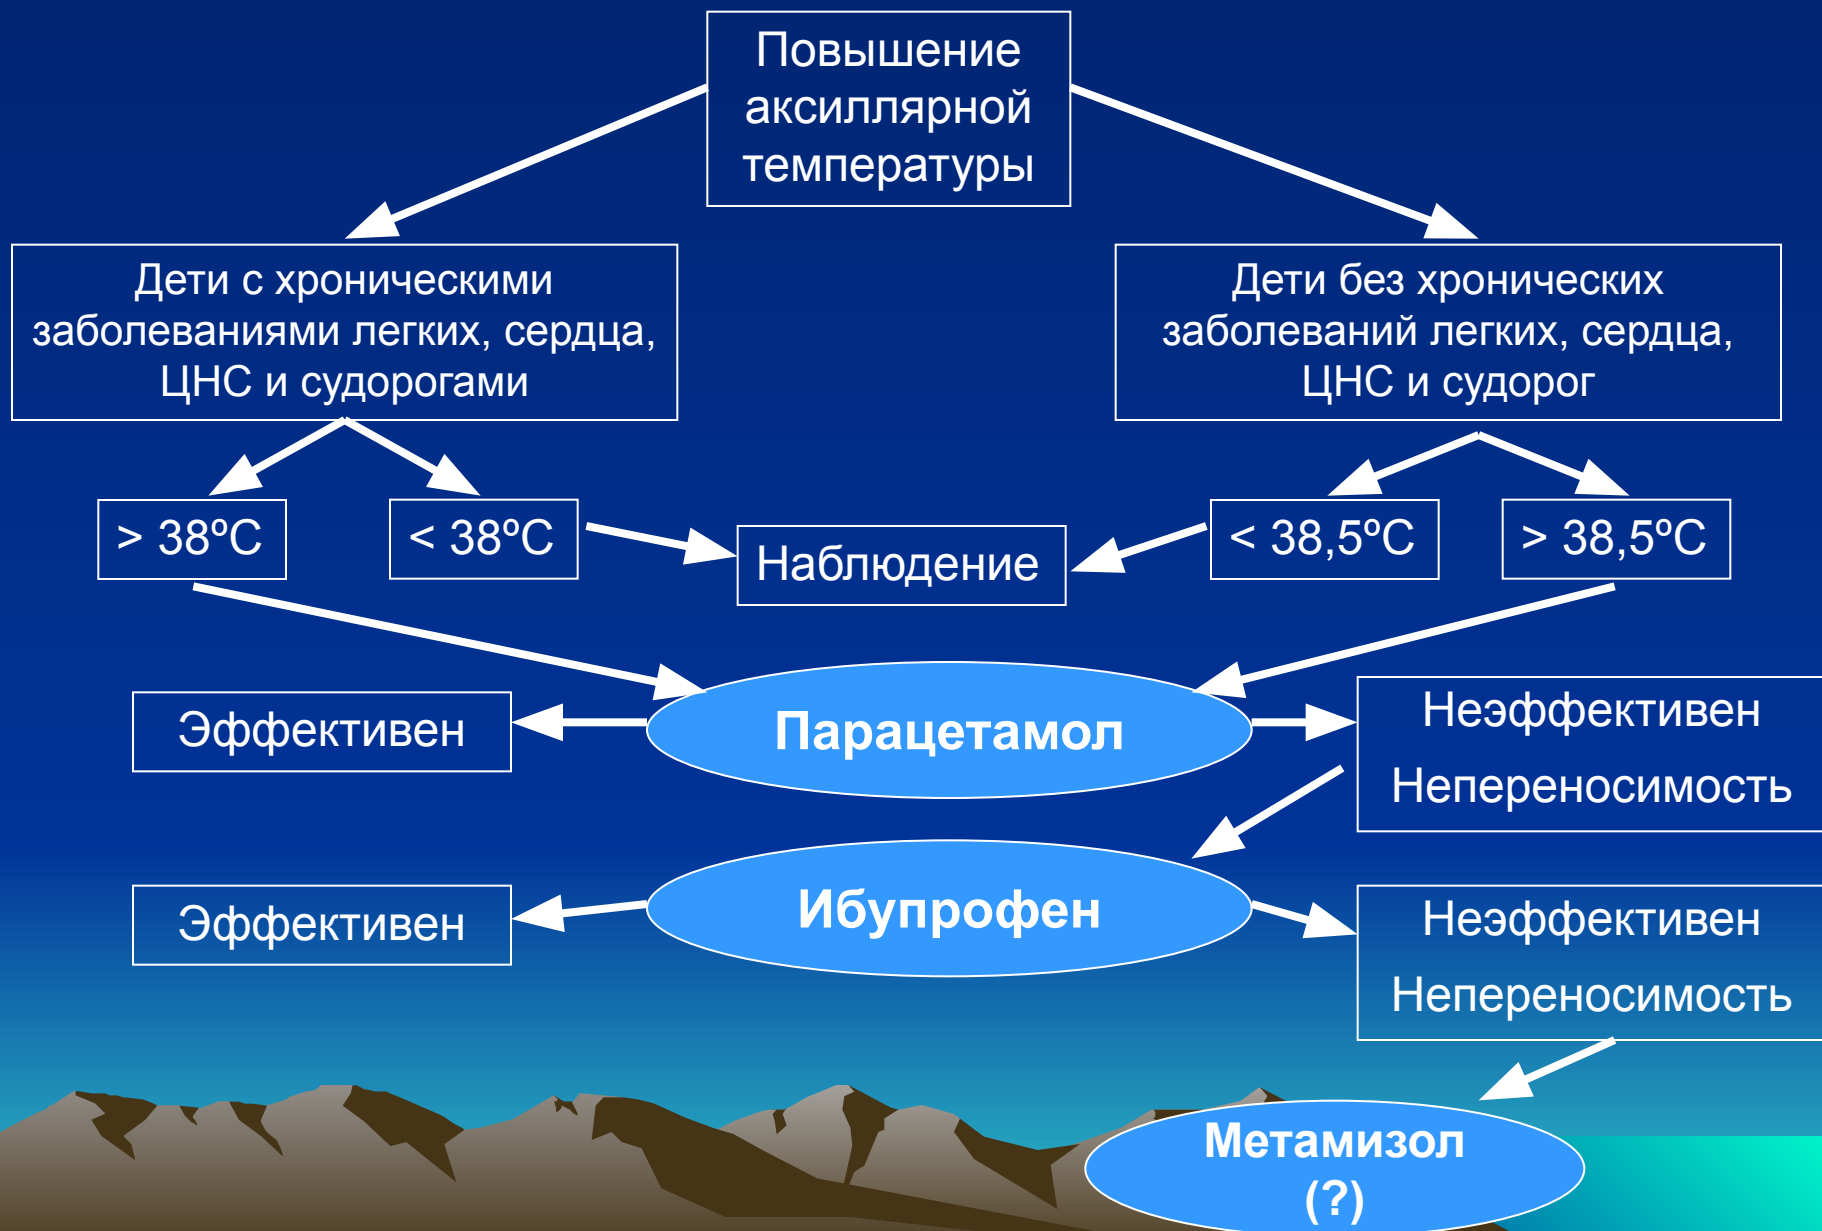 Повышение
аксиллярной
температуры
Дети с хроническими
заболеваниями легких, сердца,
ЦНС и судорогами
Дети без хронических
заболеваний легких, сердца,
ЦНС и судорог
> 38ºC
< 38ºC
Наблюдение
< 38,5ºC
> 38,5ºC
Эффективен
Парацетамол
Неэффективен
Непереносимость
Эффективен
Ибупрофен
Неэффективен
Непереносимость
Метамизол
(?)